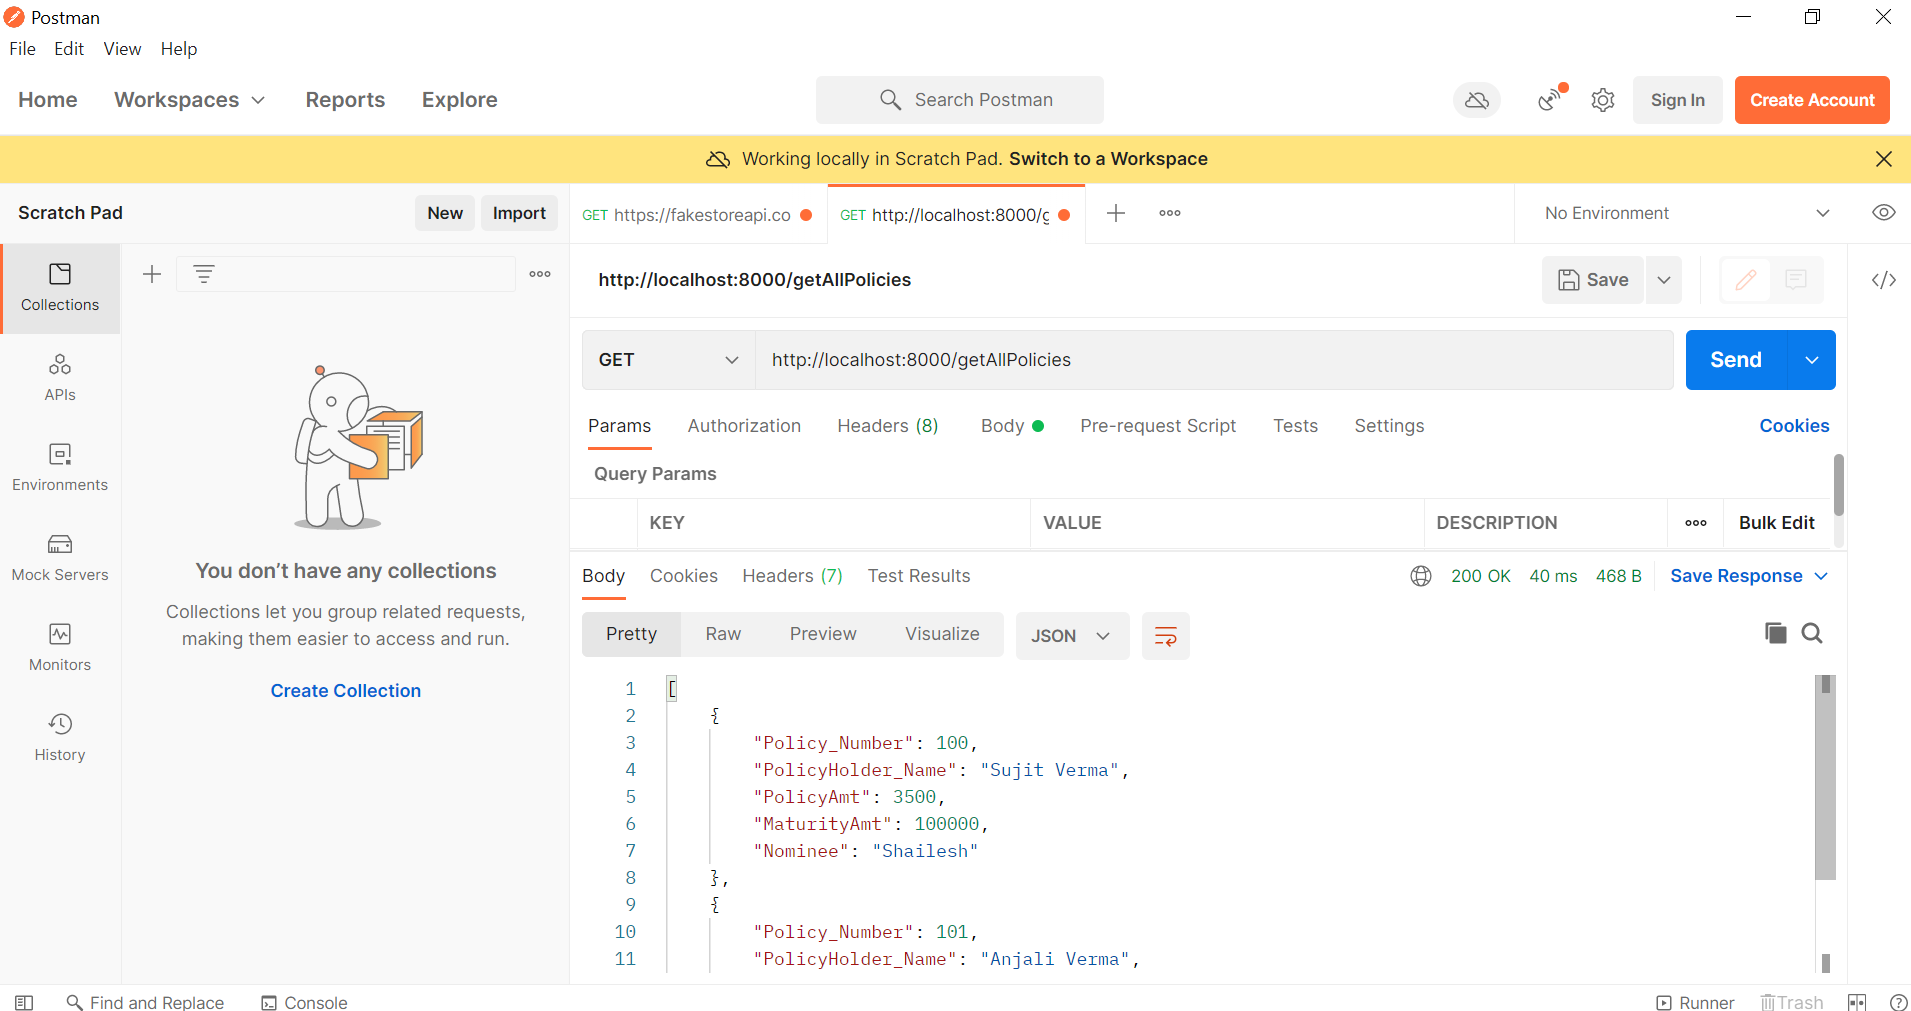 Postman
File Edit View Help
Home Workspaces Reports Explore Search Postman Sign In Create Account
Working locally in Scratch Pad. Switch to a Workspace
Scratch Pad New Import GET https://fakestoreapi.co GET http://localhost:8000/g No Environment
Collections
APIs
Environments
Mock Servers
Monitors
History
You don’t have any collections
Collections let you group related requests,
making them easier to access and run.
Create Collection
http://localhost:8000/getAllPolicies Save
GET http://localhost:8000/getAllPolicies Send
Params Authorization Headers (8) Body Pre-request Script Tests Settings Cookies
Query Params
KEY VALUE DESCRIPTION Bulk Edit
Body Cookies Headers (7) Test Results 200 OK 40 ms 468 B Save Response
Pretty Raw Preview Visualize JSON
1 [
2 {
3 "Policy_Number": 100,
4 "PolicyHolder_Name": "Sujit Verma",
5 "PolicyAmt": 3500,
6 "MaturityAmt": 100000,
7 "Nominee": "Shailesh"
8 },
9 {
10 "Policy_Number": 101,
11 "PolicyHolder_Name": "Anjali Verma",
Find and Replace Console Runner Trash